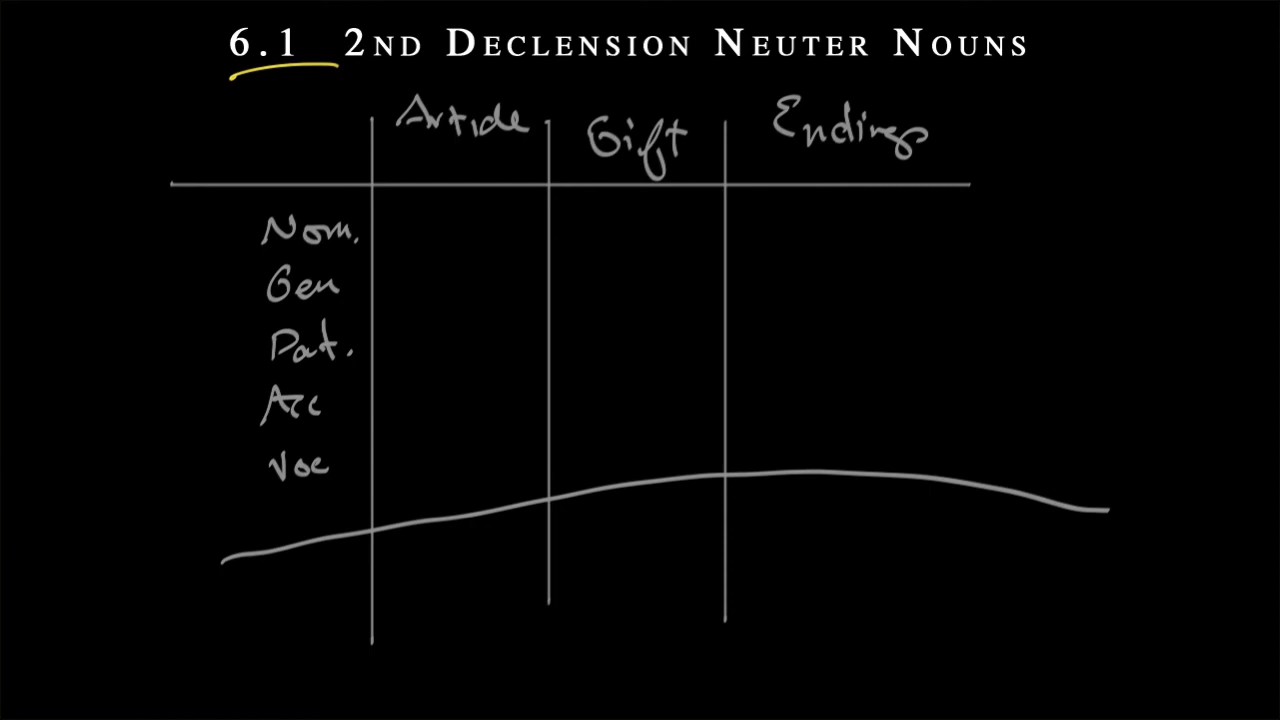 6.1 2ND DECLENSION NEUTER NOUNS
Article Gift Endings
Nom.
Gen
Dat.
Acc
Voc